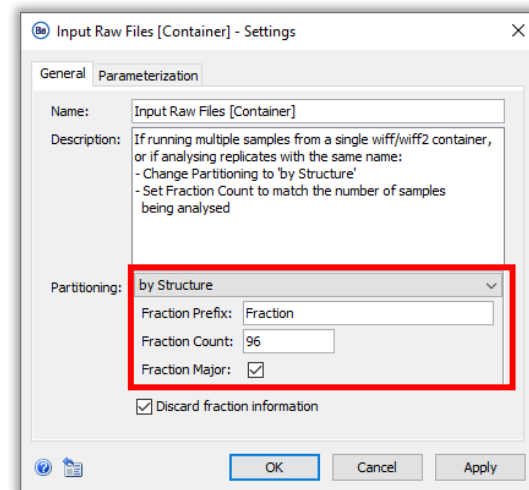 Be Input Raw Files [Container] - Settings
General Parameterization
Name: Input Raw Files [Container]
Description: If running multiple samples from a single wiff/wiff2 container,
or if analysing replicates with the same name:
- Change Partitioning to 'by Structure'
- Set Fraction Count to match the number of samples
being analysed
Partitioning: by Structure
Fraction Prefix: Fraction
Fraction Count: 96
Fraction Major:
Discard fraction information
OK Cancel Apply